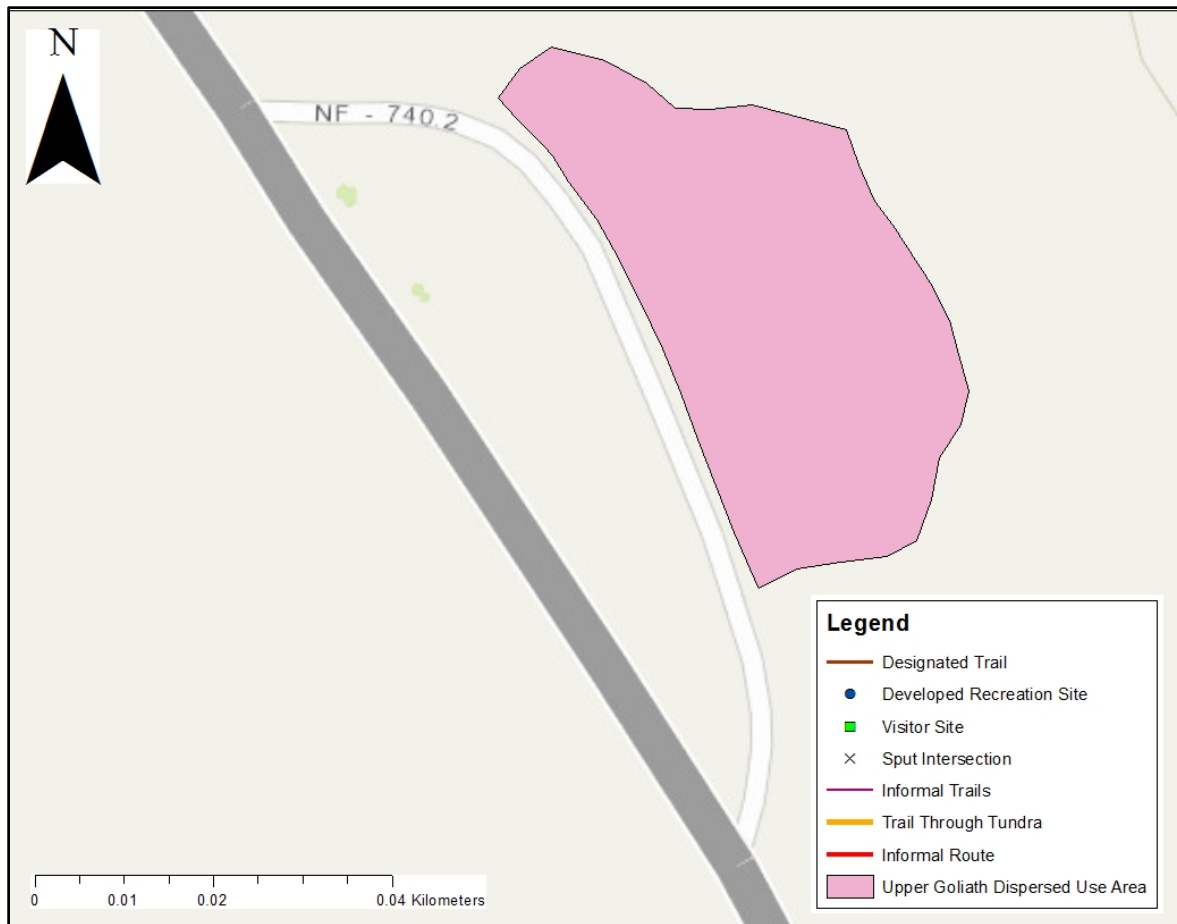 N
NF - 740.2
Legend
Designated Trail
Developed Recreation Site
Visitor Site
Sput Intersection
Informal Trails
Trail Through Tundra
Informal Route
Upper Goliath Dispersed Use Area
0 0.01 0.02 0.04 Kilometers